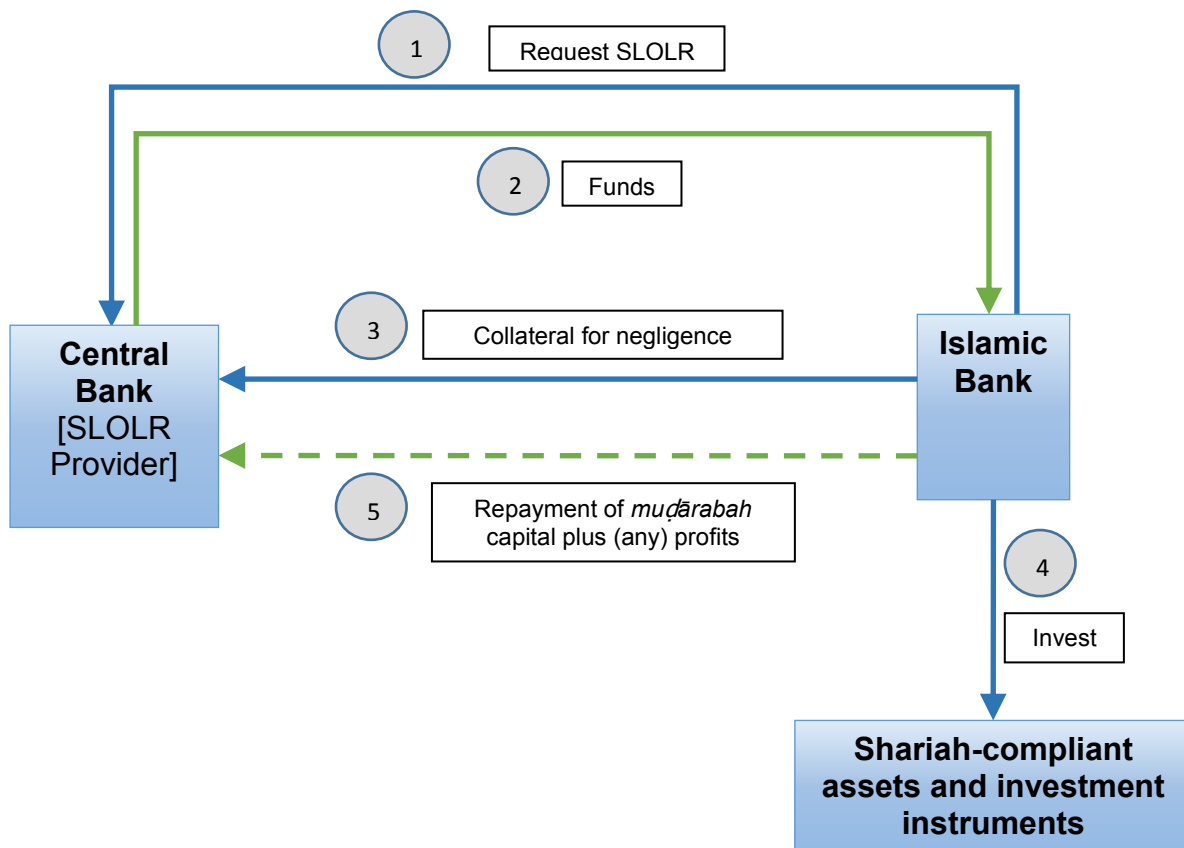 1
Request SLOLR
2
Funds
3
Collateral for negligence
Central
Bank
[SLOLR
Provider]
Islamic
Bank
5
Repayment of muḍārabah
capital plus (any) profits
4
Invest
Shariah-compliant
assets and investment
instruments